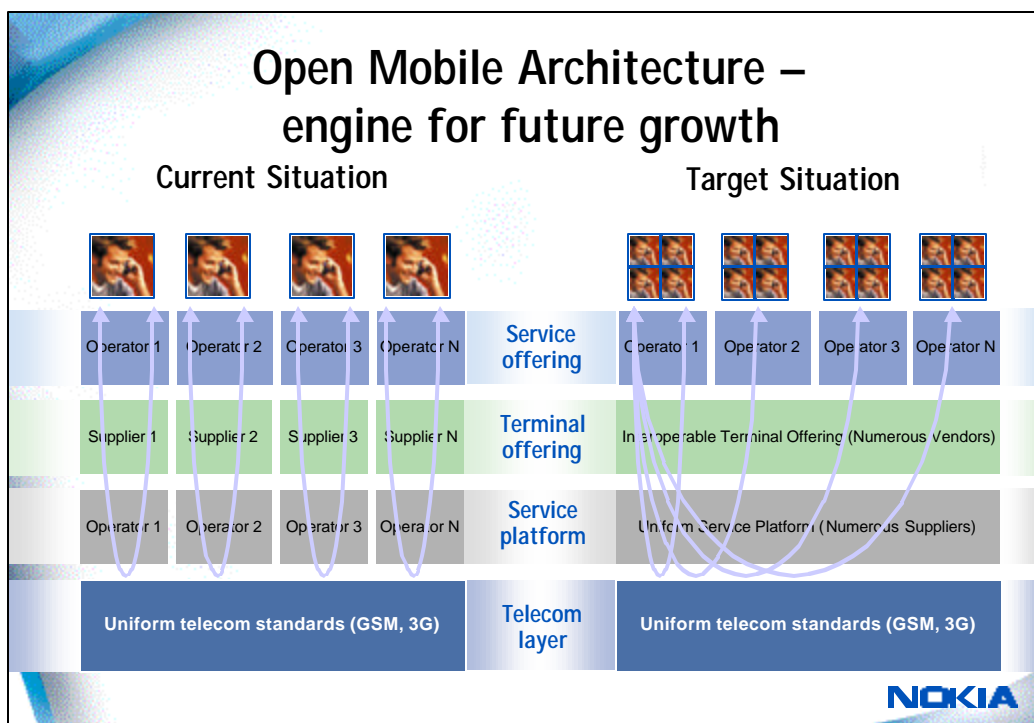 Open Mobile Architecture –
engine for future growth
Current Situation
Target Situation
Operator 1
Operator 2
Operator 3
Operator N
Service
offering
Operator 1
Operator 2
Operator 3
Operator N
Supplier 1
Supplier 2
Supplier 3
Supplier N
Terminal
offering
Interoperable Terminal Offering (Numerous Vendors)
Operator 1
Operator 2
Operator 3
Operator N
Service
platform
Uniform Service Platform (Numerous Suppliers)
Uniform telecom standards (GSM, 3G)
Telecom
layer
Uniform telecom standards (GSM, 3G)
NOKIA